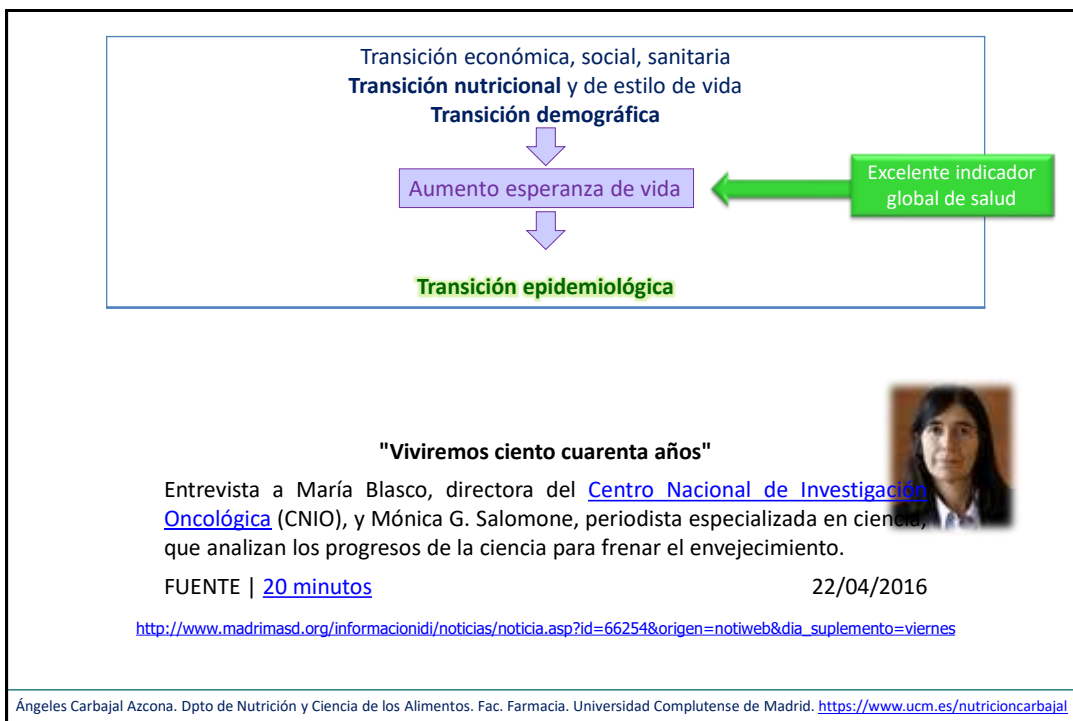 Transición económica, social, sanitaria
Transición nutricional y de estilo de vida
Transición demográfica
Aumento esperanza de vida
Excelente indicador
global de salud
Transición epidemiológica
"Viviremos ciento cuarenta años"
Entrevista a María Blasco, directora del Centro Nacional de Investigación
Oncológica (CNIO), y Mónica G. Salomone, periodista especializada en ciencia,
que analizan los progresos de la ciencia para frenar el envejecimiento.
FUENTE | 20 minutos 22/04/2016
http://www.madrimasd.org/informacionidi/noticias/noticia.asp?id=66254&origen=notiweb&dia_suplemento=viernes
Ángeles Carbajal Azcona. Dpto de Nutrición y Ciencia de los Alimentos. Fac. Farmacia. Universidad Complutense de Madrid. https://www.ucm.es/nutricioncarbajal